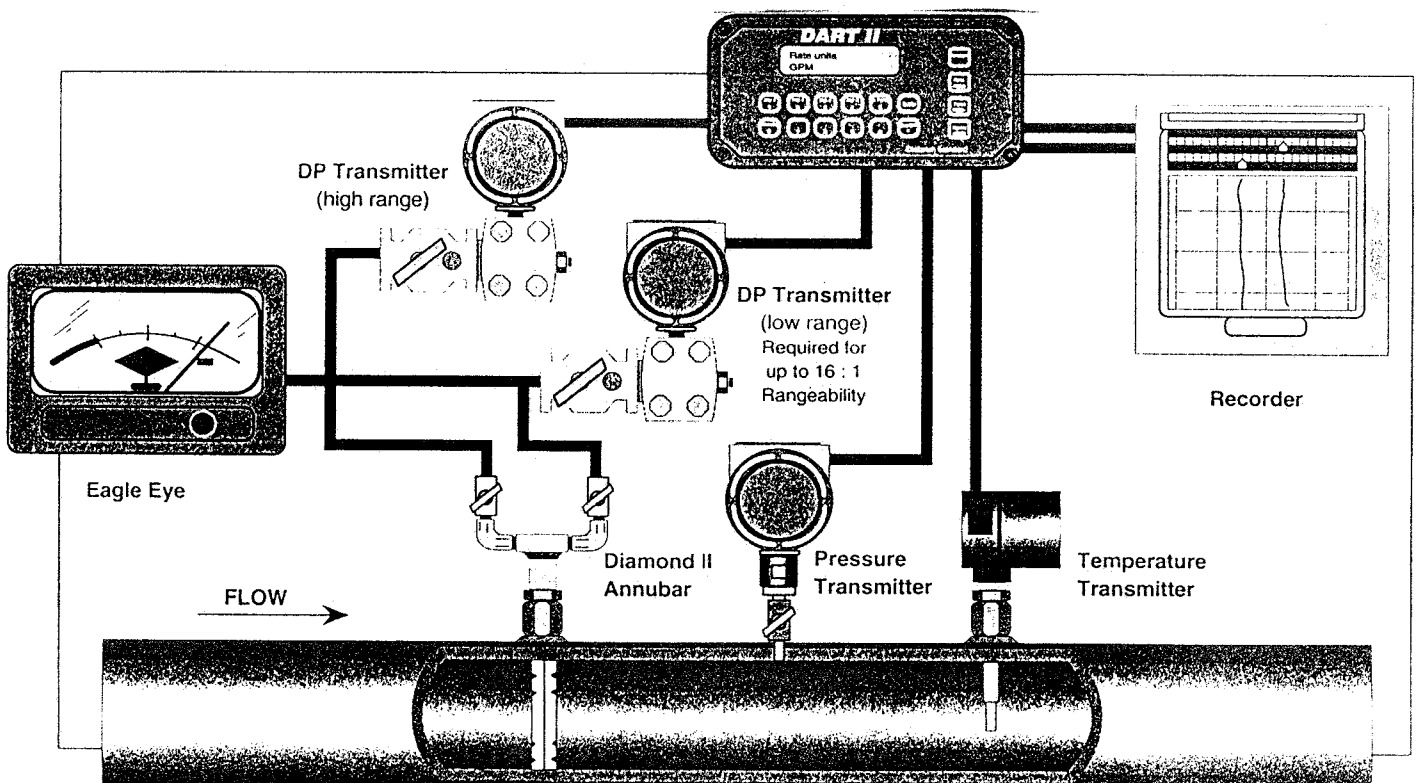 DART II
Rate units
GPM
DP Transmitter
(high range)
DP Transmitter
(low range)
Required for
up to 16 : 1
Rangeability
Recorder
Eagle Eye
Diamond II
Annubar
Pressure
Transmitter
Temperature
Transmitter
FLOW